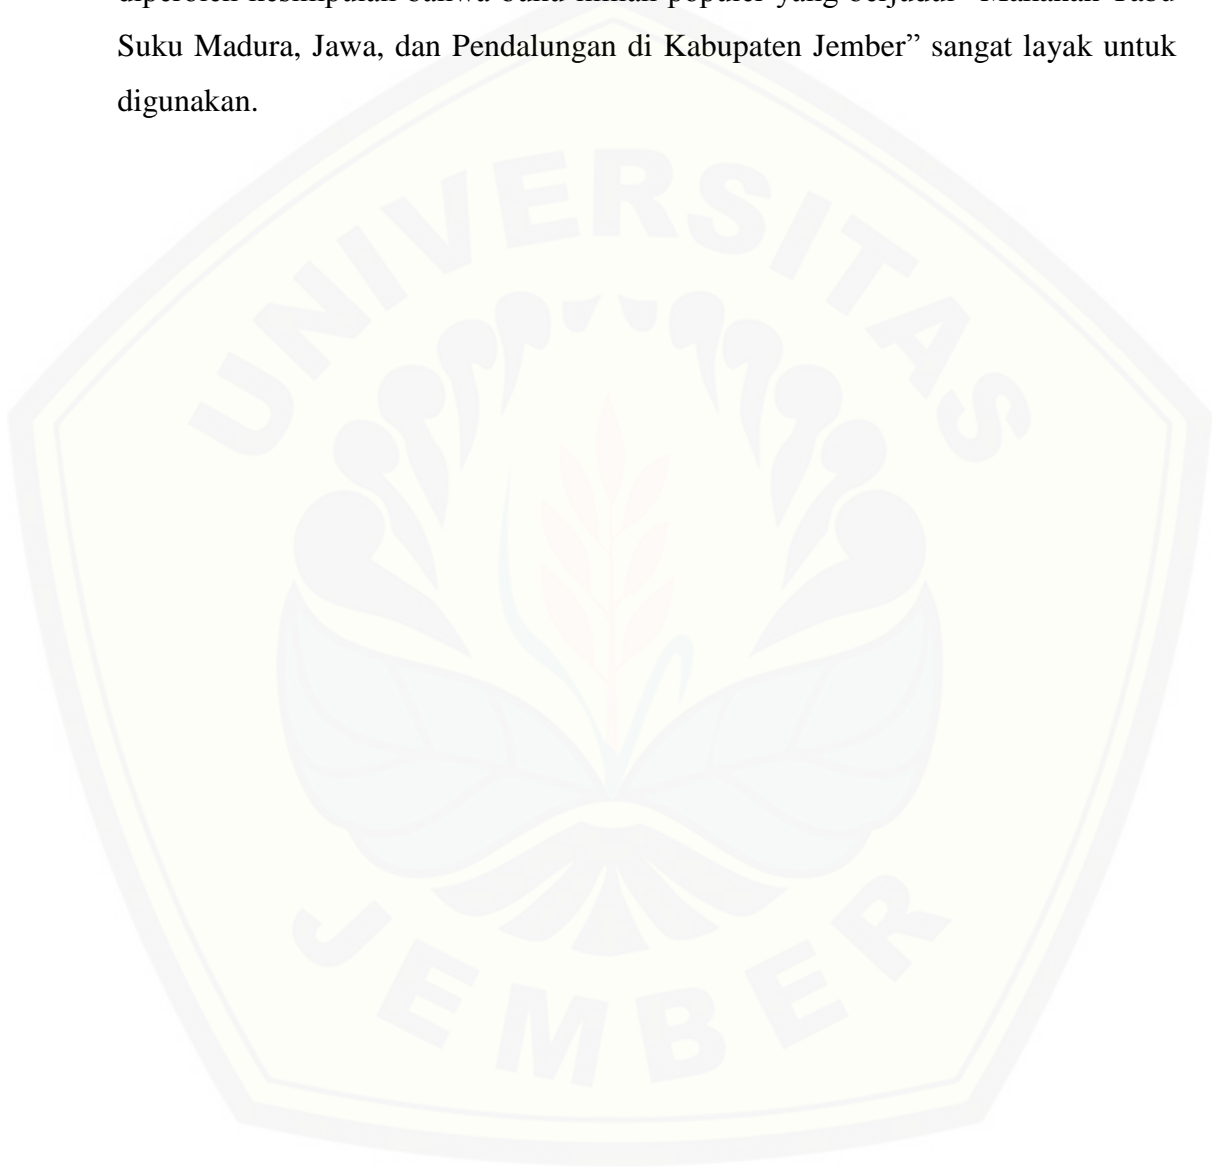 Suku Madura, Jawa, dan Pendalungan di Kabupaten Jember” sangat layak untuk
digunakan.
UNIVERSITAS
JEMBER